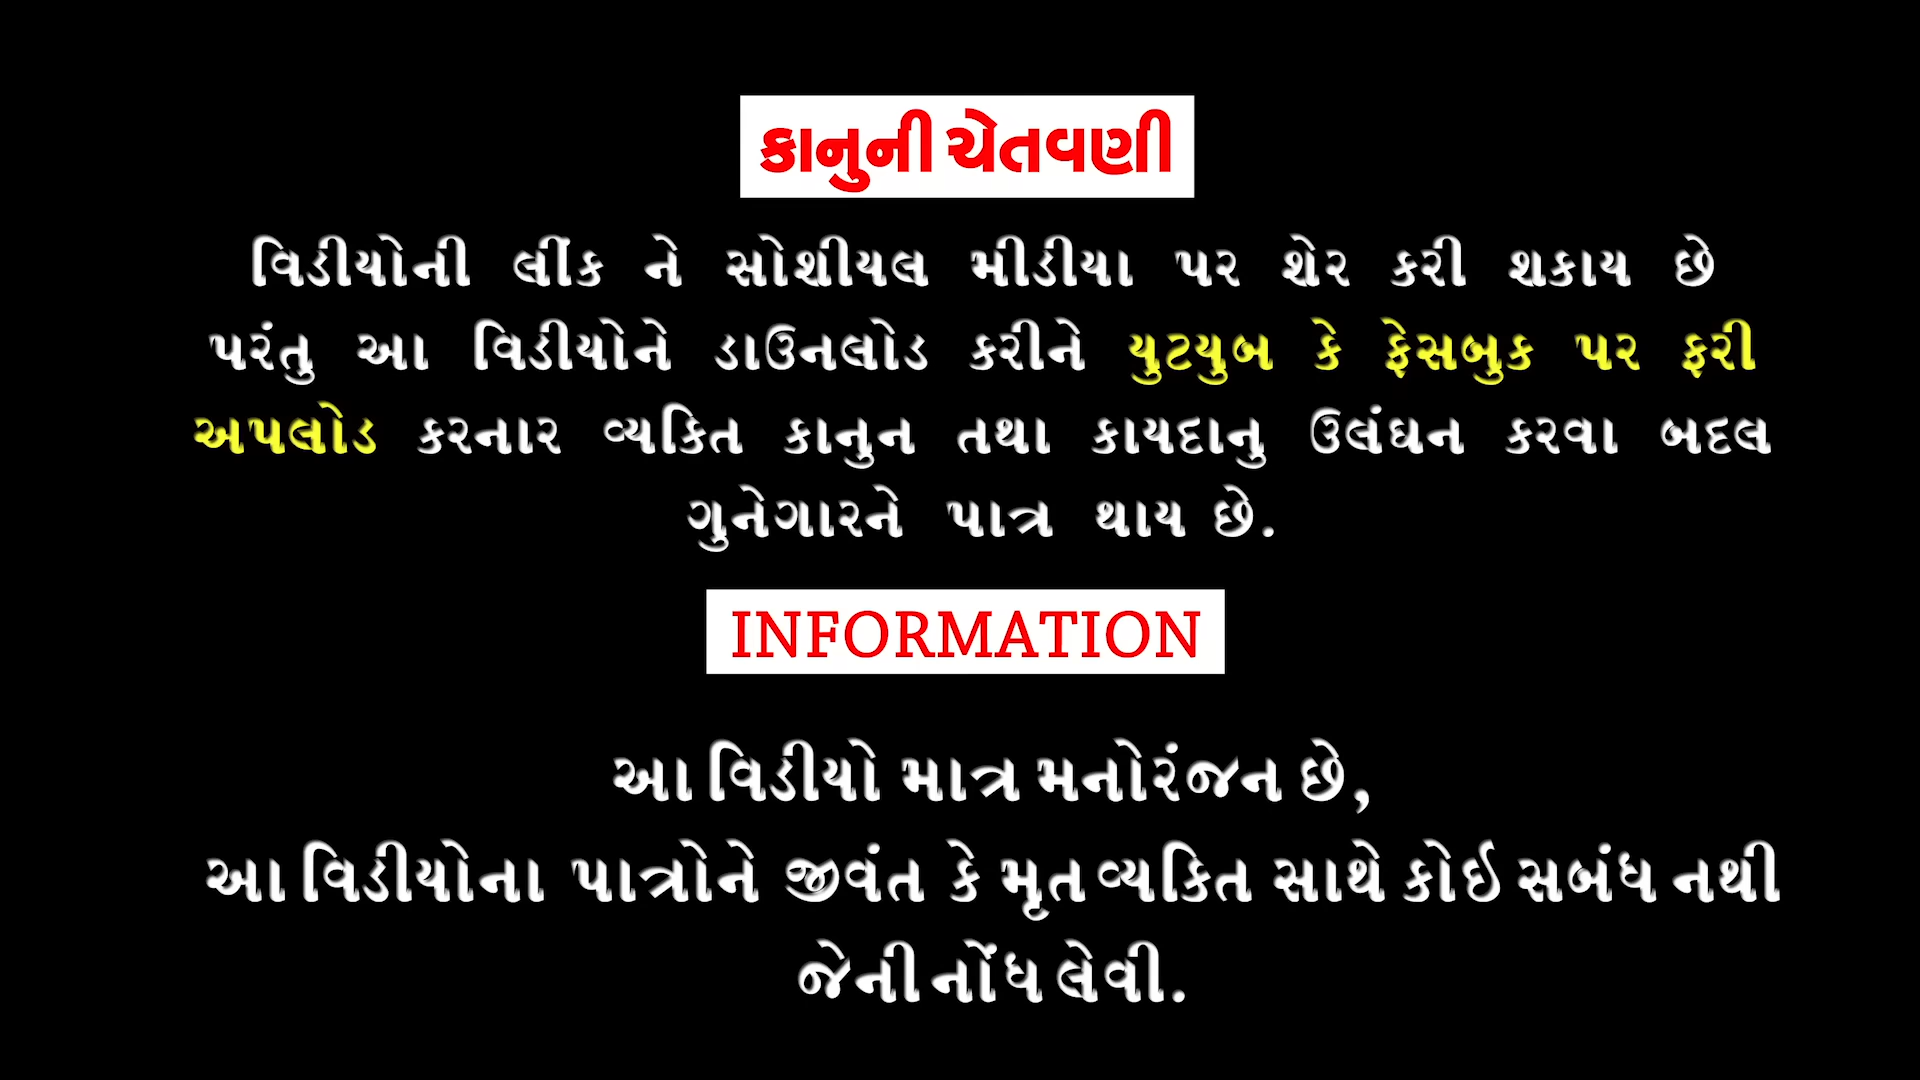 કાનુની ચેતવણી
વિડીયોની લીંક ને સોશીયલ મીડીયા પર શેર કરી શકાય છે
પરંતુ આ વિડીયોને ડાઉનલોડ કરીને યુટયુબ કે ફેસબુક પર ફરી
અપલોડ કરનાર વ્યકિત કાનુન તથા કાયદાનુ ઉલંઘન કરવા બદલ
ગુનેગારને પાત્ર થાય છે.
INFORMATION
આ વિડીયો માત્ર મનોરંજન છે,
આ વિડીયોના પાત્રોને જીવંત કે મૃત વ્યકિત સાથે કોઈ સબંધ નથી
જેની નોંધ લેવી.